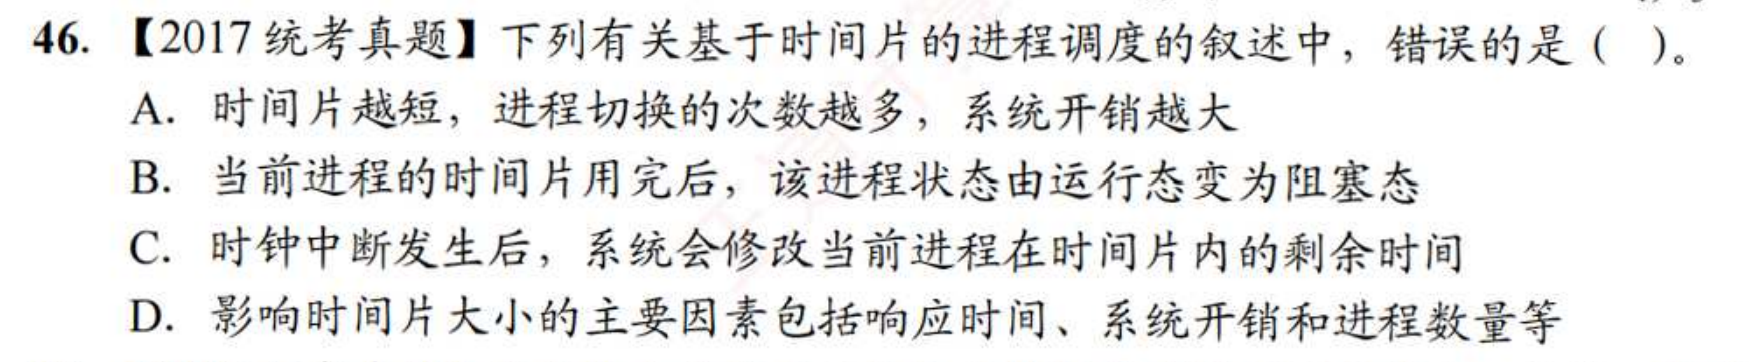 46. 【2017统考真题】下列有关基于时间片的进程调度的叙述中，错误的是（ ）。
A. 时间片越短，进程切换的次数越多，系统开销越大
B. 当前进程的时间片用完后，该进程状态由运行态变为阻塞态
C. 时钟中断发生后，系统会修改当前进程在时间片内的剩余时间
D. 影响时间片大小的主要因素包括响应时间、系统开销和进程数量等